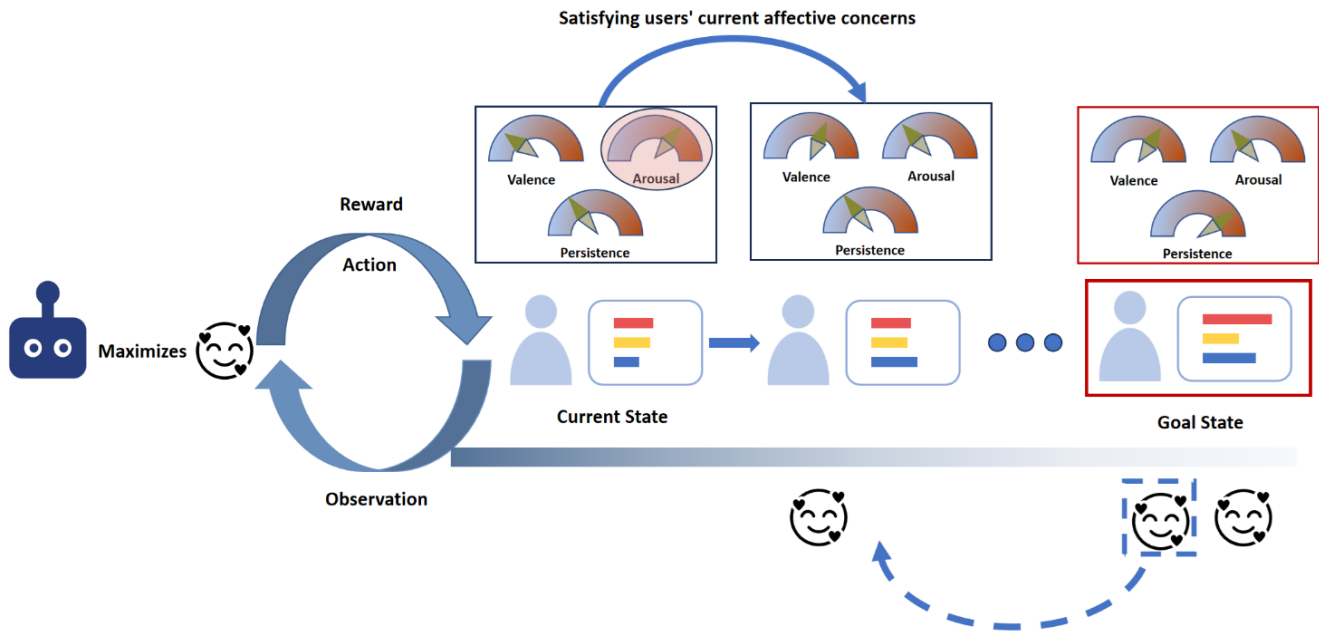 Satisfying users' current affective concerns
Valence
Arousal
Persistence
Valence
Arousal
Persistence
Valence
Arousal
Persistence
Reward
Action
Maximizes
Current State
Goal State
Observation